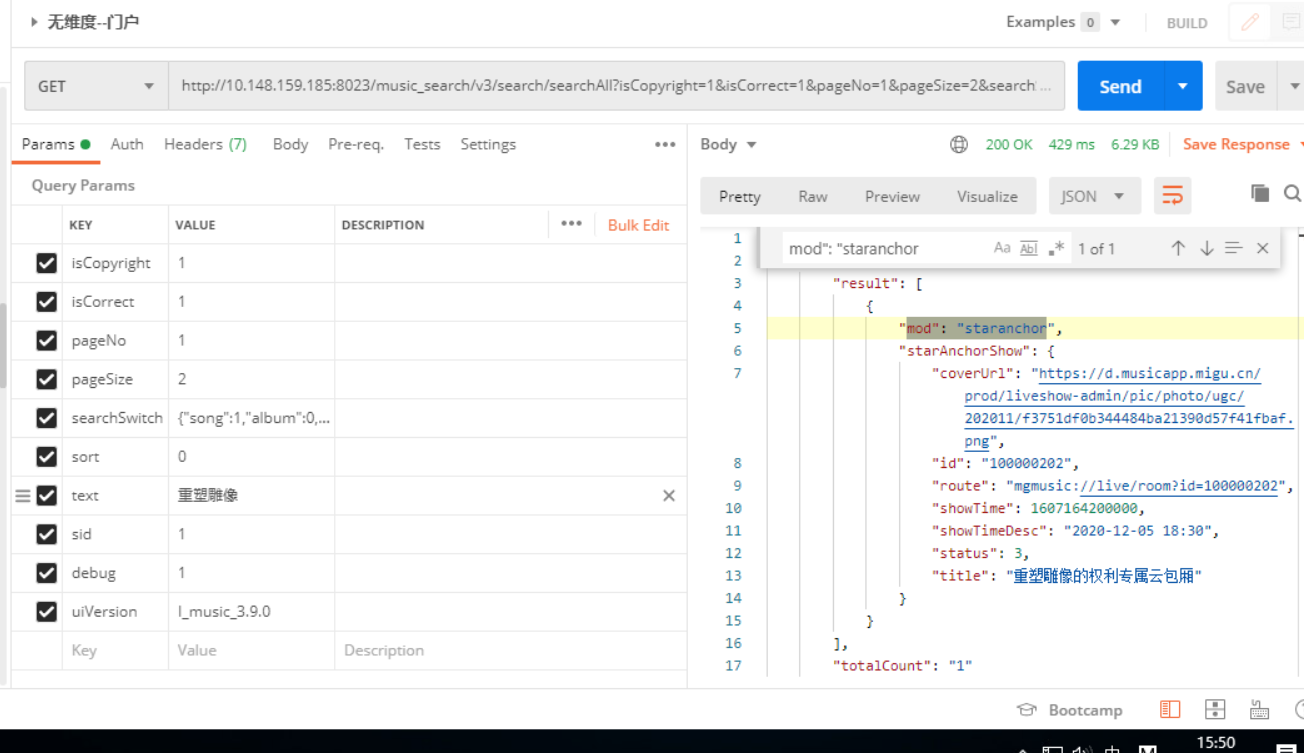 无维度--门户
Examples 0 BUILD
GET http://10.148.159.185:8023/music_search/v3/search/searchAll?isCopyright=1&isCorrect=1&pageNo=1&pageSize=2&search ... Send Save
Params Auth Headers (7) Body Pre-req. Tests Settings
Query Params
KEY VALUE DESCRIPTION Bulk Edit
isCopyright 1
isCorrect 1
pageNo 1
pageSize 2
searchSwitch {"song":1,"album":0,...
sort 0
text 重塑雕像
sid 1
debug 1
uiVersion I_music_3.9.0
Key Value Description
Body 200 OK 429 ms 6.29 KB Save Response
Pretty Raw Preview Visualize JSON
mod": "staranchor Aa Abl .* 1 of 1
1
2
3 "result": [
4 {
5 "mod": "staranchor",
6 "starAnchorShow": {
7 "coverUrl": "https://d.musicapp.migu.cn/
prod/liveshow-admin/pic/photo/ugc/
202011/f3751df0b344484ba21390d57f41fbaf.
png",
8 "id": "100000202",
9 "route": "mgmusic://live/room?id=100000202",
10 "showTime": 1607164200000,
11 "showTimeDesc": "2020-12-05 18:30",
12 "status": 3,
13 "title": "重塑雕像的权利专属云包厢"
14 }
15 }
16 ],
17 "totalCount": "1"
Bootcamp
中 M 15:50